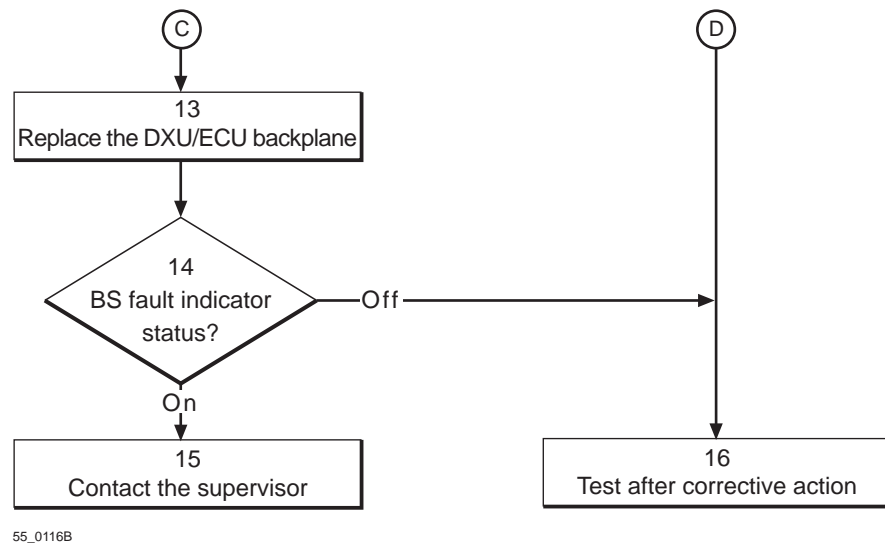 C
D
13
Replace the DXU/ECU backplane
14
BS fault indicator
status?
Off
On
15
Contact the supervisor
16
Test after corrective action
55_0116B